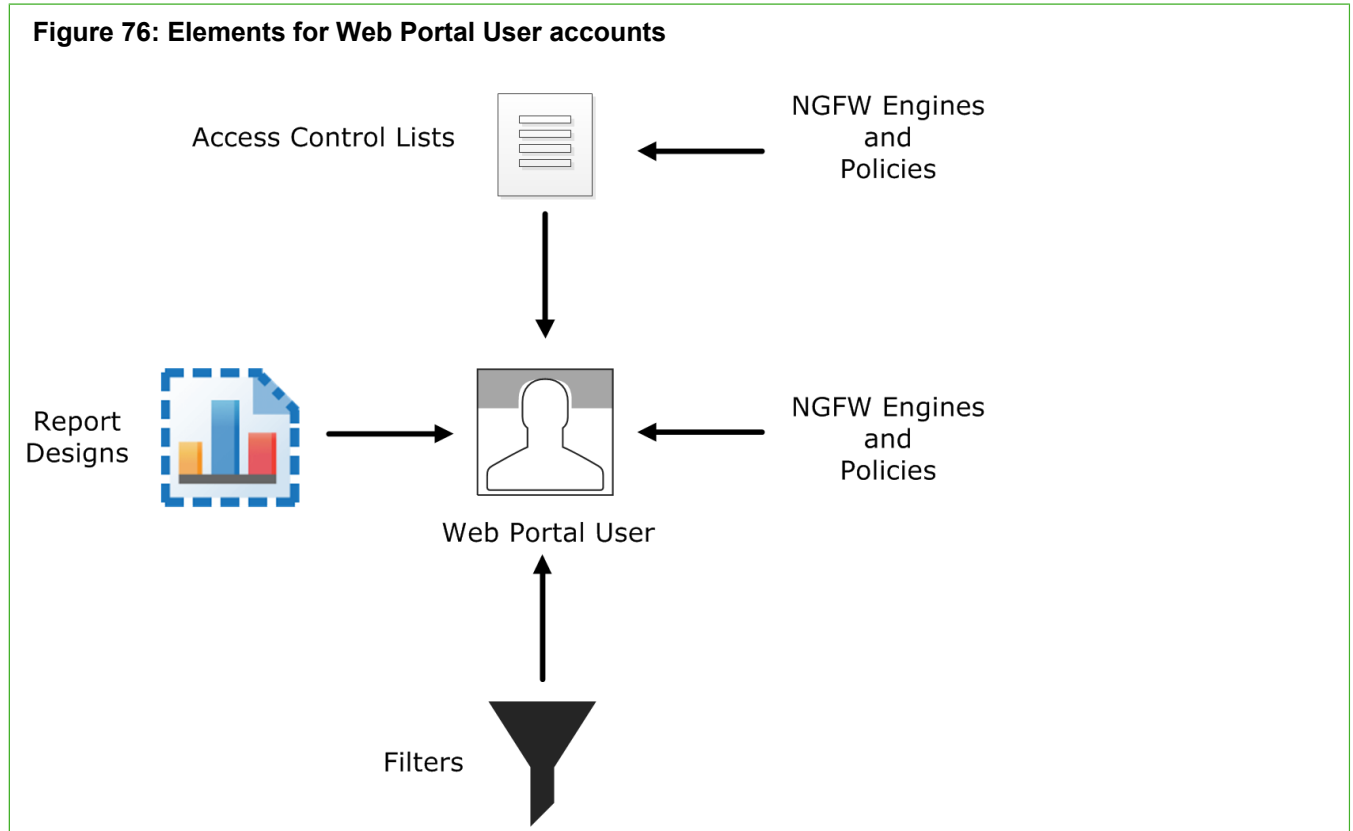 Figure 76: Elements for Web Portal User accounts
Access Control Lists
NGFW Engines
and
Policies
Report
Designs
NGFW Engines
and
Policies
Web Portal User
Filters